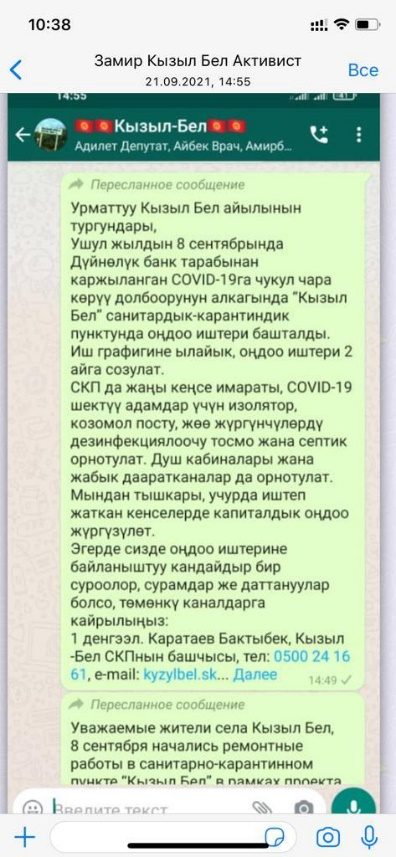 10:38
Замир Кызыл Бел Активист
21.09.2021, 14:55
Все
14:55
41
Кызыл-Бел
Адилет Депутат, Айбек Врач, Амирб...
Пересланное сообщение
Урматтуу Кызыл Бел айылынын
тургундары,
Ушул жылдын 8 сентябрында
Дүйнөлүк банк тарабынан
каржыланган COVID-19га чукул чара
көрүү долбоорунун алкагында "Кызыл
Бел" санитардык-карантиндик
пунктунда оңдоо иштери башталды.
Иш графигине ылайык, оңдоо иштери 2
айга созулат.
СКП да жаңы кеңсе имараты, COVID-19
шектүү адамдар үчүн изолятор,
козомол посту, жөө жүргүнчүлөрдү
дезинфекциялоочу тосмо жана септик
орнотулат. Душ кабиналары жана
жабык дааратканалар да орнотулат.
Мындан тышкары, учурда иштеп
жаткан кенселерде капиталдык оңдоо
жүргүзүлөт.
Эгерде сизде оңдоо иштерине
байланыштуу кандайдыр бир
суроолор, сурамдар же даттануулар
болсо, төмөнкү каналдарга
кайрылыңыз:
1 денгээл. Каратаев Бактыбек, Кызыл
-Бел СКПнын башчысы, тел: 0500 24 16
61, e-mail: kyzylbel.sk... Далее
14:49
Пересланное сообщение
Уважаемые жители села Кызыл Бел,
8 сентября начались ремонтные
работы в санитарно-карантинном
пункте "Кызыл Бел" в рамках проекта
Введите текст